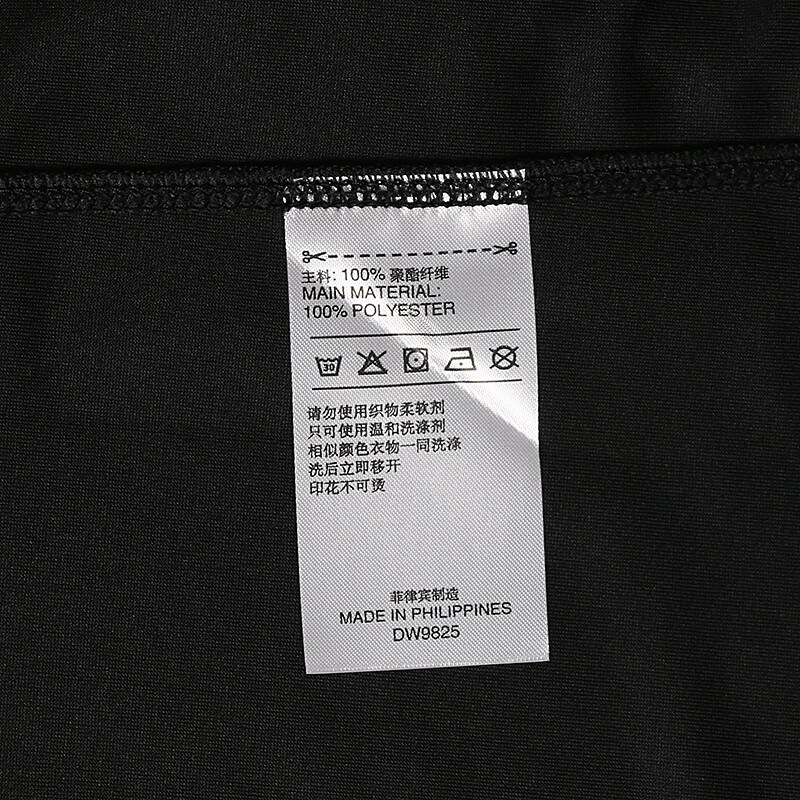 主料: 100% 聚酯纤维
MAIN MATERIAL:
100% POLYESTER
30
请勿使用织物柔软剂
只可使用温和洗涤剂
相似颜色衣物一同洗涤
洗后立即移开
印花不可烫
菲律宾制造
MADE IN PHILIPPINES
DW9825